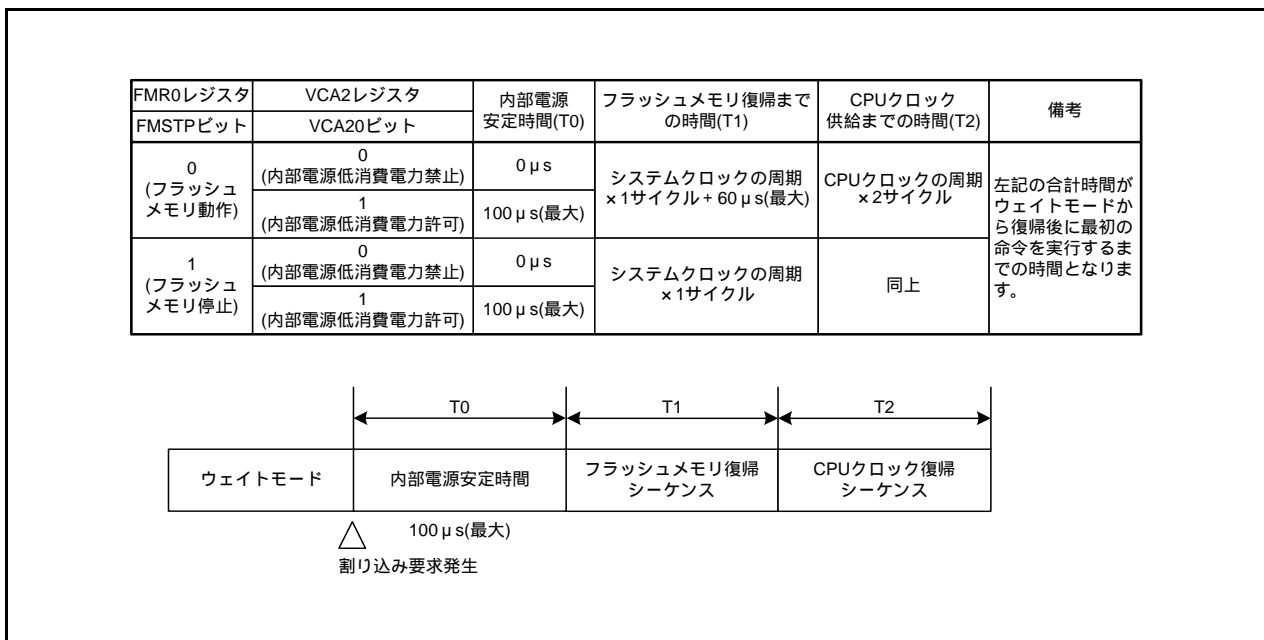 FMR0レジスタ
VCA2レジスタ
内部電源
安定時間(T0)
フラッシュメモリ復帰まで
の時間(T1)
CPUクロック
供給までの時間(T2)
備考
FMSTPビット
VCA20ビット
0
(フラッシュ
メモリ動作)
0
(内部電源低消費電力禁止)
0μs
システムクロックの周期
×1サイクル+60μs(最大)
CPUクロックの周期
×2サイクル
左記の合計時間が
ウェイトモードか
ら復帰後に最初の
命令を実行するま
での時間となりま
す。
1
(内部電源低消費電力許可)
100μs(最大)
1
(フラッシュ
メモリ停止)
0
(内部電源低消費電力禁止)
0μs
システムクロックの周期
×1サイクル
同上
1
(内部電源低消費電力許可)
100μs(最大)
T0
T1
T2
ウェイトモード
内部電源安定時間
フラッシュメモリ復帰
シーケンス
CPUクロック復帰
シーケンス
100μs(最大)
割り込み要求発生